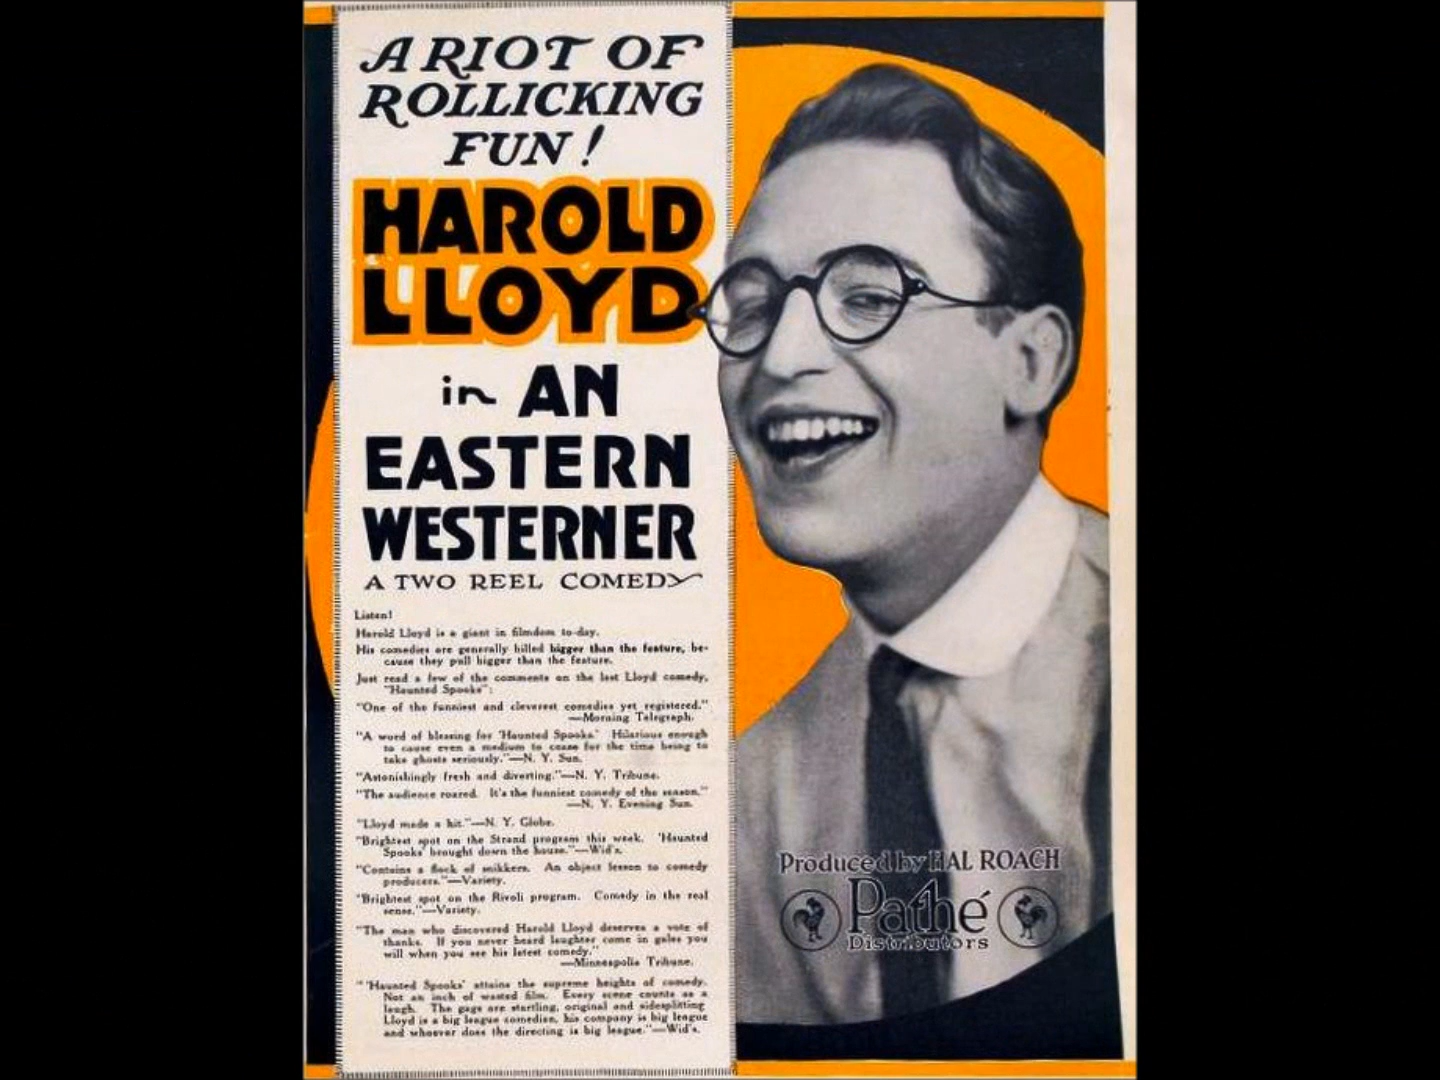 A RIOT OF
ROLLICKING
FUN!
HAROLD
LLOYD
in AN
EASTERN
WESTERNER
A TWO REEL COMEDY
Listen!
Harold Lloyd is a giant in filmdom to-day.
His comedies are generally billed bigger than the feature, be-
cause they pull bigger than the feature.
Just read a few of the comments on the last Lloyd comedy,
"Haunted Spooks":
"One of the funniest and cleverest comedies yet registered."
—Morning Telegraph.
"A word of blessing for 'Haunted Spooks.' Hilarious enough
to cause even a medium to cease for the time being to
take ghosts seriously."—N. Y. Sun.
"Astonishingly fresh and diverting."—N. Y. Tribune.
"The audience roared. It's the funniest comedy of the season."
—N. Y. Evening Sun.
"Lloyd made a hit."—N. Y. Globe.
"Brightest spot on the Strand program this week. 'Haunted
Spooks' brought down the house."—Wid's.
"Contains a flock of snikkers. An object lesson to comedy
producers."—Variety.
"Brightest spot on the Rivoli program. Comedy in the real
sense."—Variety.
"The man who discovered Harold Lloyd deserves a vote of
thanks. If you never heard laughter come in gales you
will when you see his latest comedy."
—Minneapolis Tribune.
"'Haunted Spooks' attains the supreme heights of comedy.
Not an inch of wasted film. Every scene counts as a
laugh. The gags are startling, original and sidesplitting
Lloyd is a big league comedian, his company is big league
and whoever does the directing is big league."—Wid's.
Produced by HAL ROACH
Pathé
Distributors